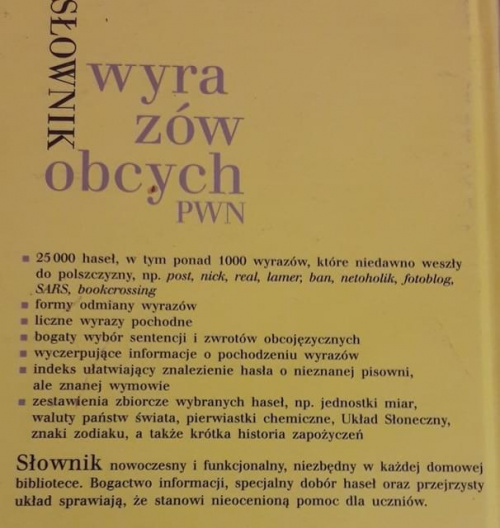 SŁOWNIK
wyra
zów
obcych
PWN
▪ 25 000 haseł, w tym ponad 1000 wyrazów, które niedawno weszły
do polszczyzny, np. post, nick, real, lamer, ban, netoholik, fotoblog,
SARS, bookcrossing
▪ formy odmiany wyrazów
▪ liczne wyrazy pochodne
▪ bogaty wybór sentencji i zwrotów obcojęzycznych
▪ wyczerpujące informacje o pochodzeniu wyrazów
▪ indeks ułatwiający znalezienie hasła o nieznanej pisowni,
ale znanej wymowie
▪ zestawienia zbiorcze wybranych haseł, np. jednostki miar,
waluty państw świata, pierwiastki chemiczne, Układ Słoneczny,
znaki zodiaku, a także krótka historia zapożyczeń
Słownik nowoczesny i funkcjonalny, niezbędny w każdej domowej
bibliotece. Bogactwo informacji, specjalny dobór haseł oraz przejrzysty
układ sprawiają, że stanowi nieocenioną pomoc dla uczniów.